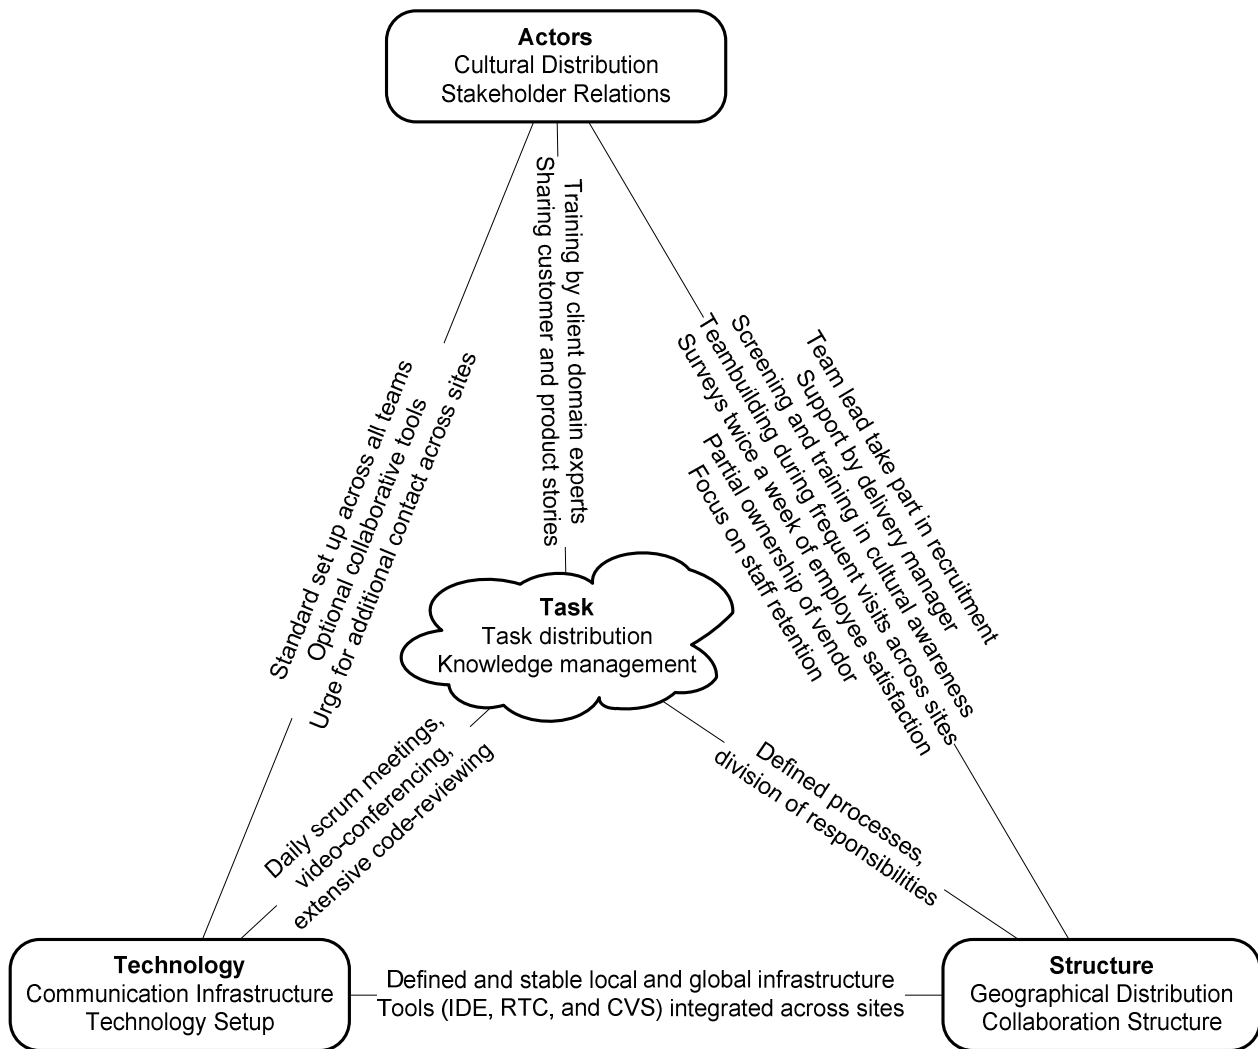 Actors
Cultural Distribution
Stakeholder Relations
Training by client domain experts
Sharing customer and product stories
Standard set up across all teams
Optional collaborative tools
Urge for additional contact across sites
Team lead take part in recruitment
Support by delivery manager
Screening and training in cultural awareness
Teambuilding during frequent visits across sites
Surveys twice a week of employee satisfaction
Partial ownership of vendor
Focus on staff retention
Task
Task distribution
Knowledge management
Daily scrum meetings,
video-conferencing,
extensive code-reviewing
Defined processes,
division of responsibilities
Technology
Communication Infrastructure
Technology Setup
Defined and stable local and global infrastructure
Tools (IDE, RTC, and CVS) integrated across sites
Structure
Geographical Distribution
Collaboration Structure